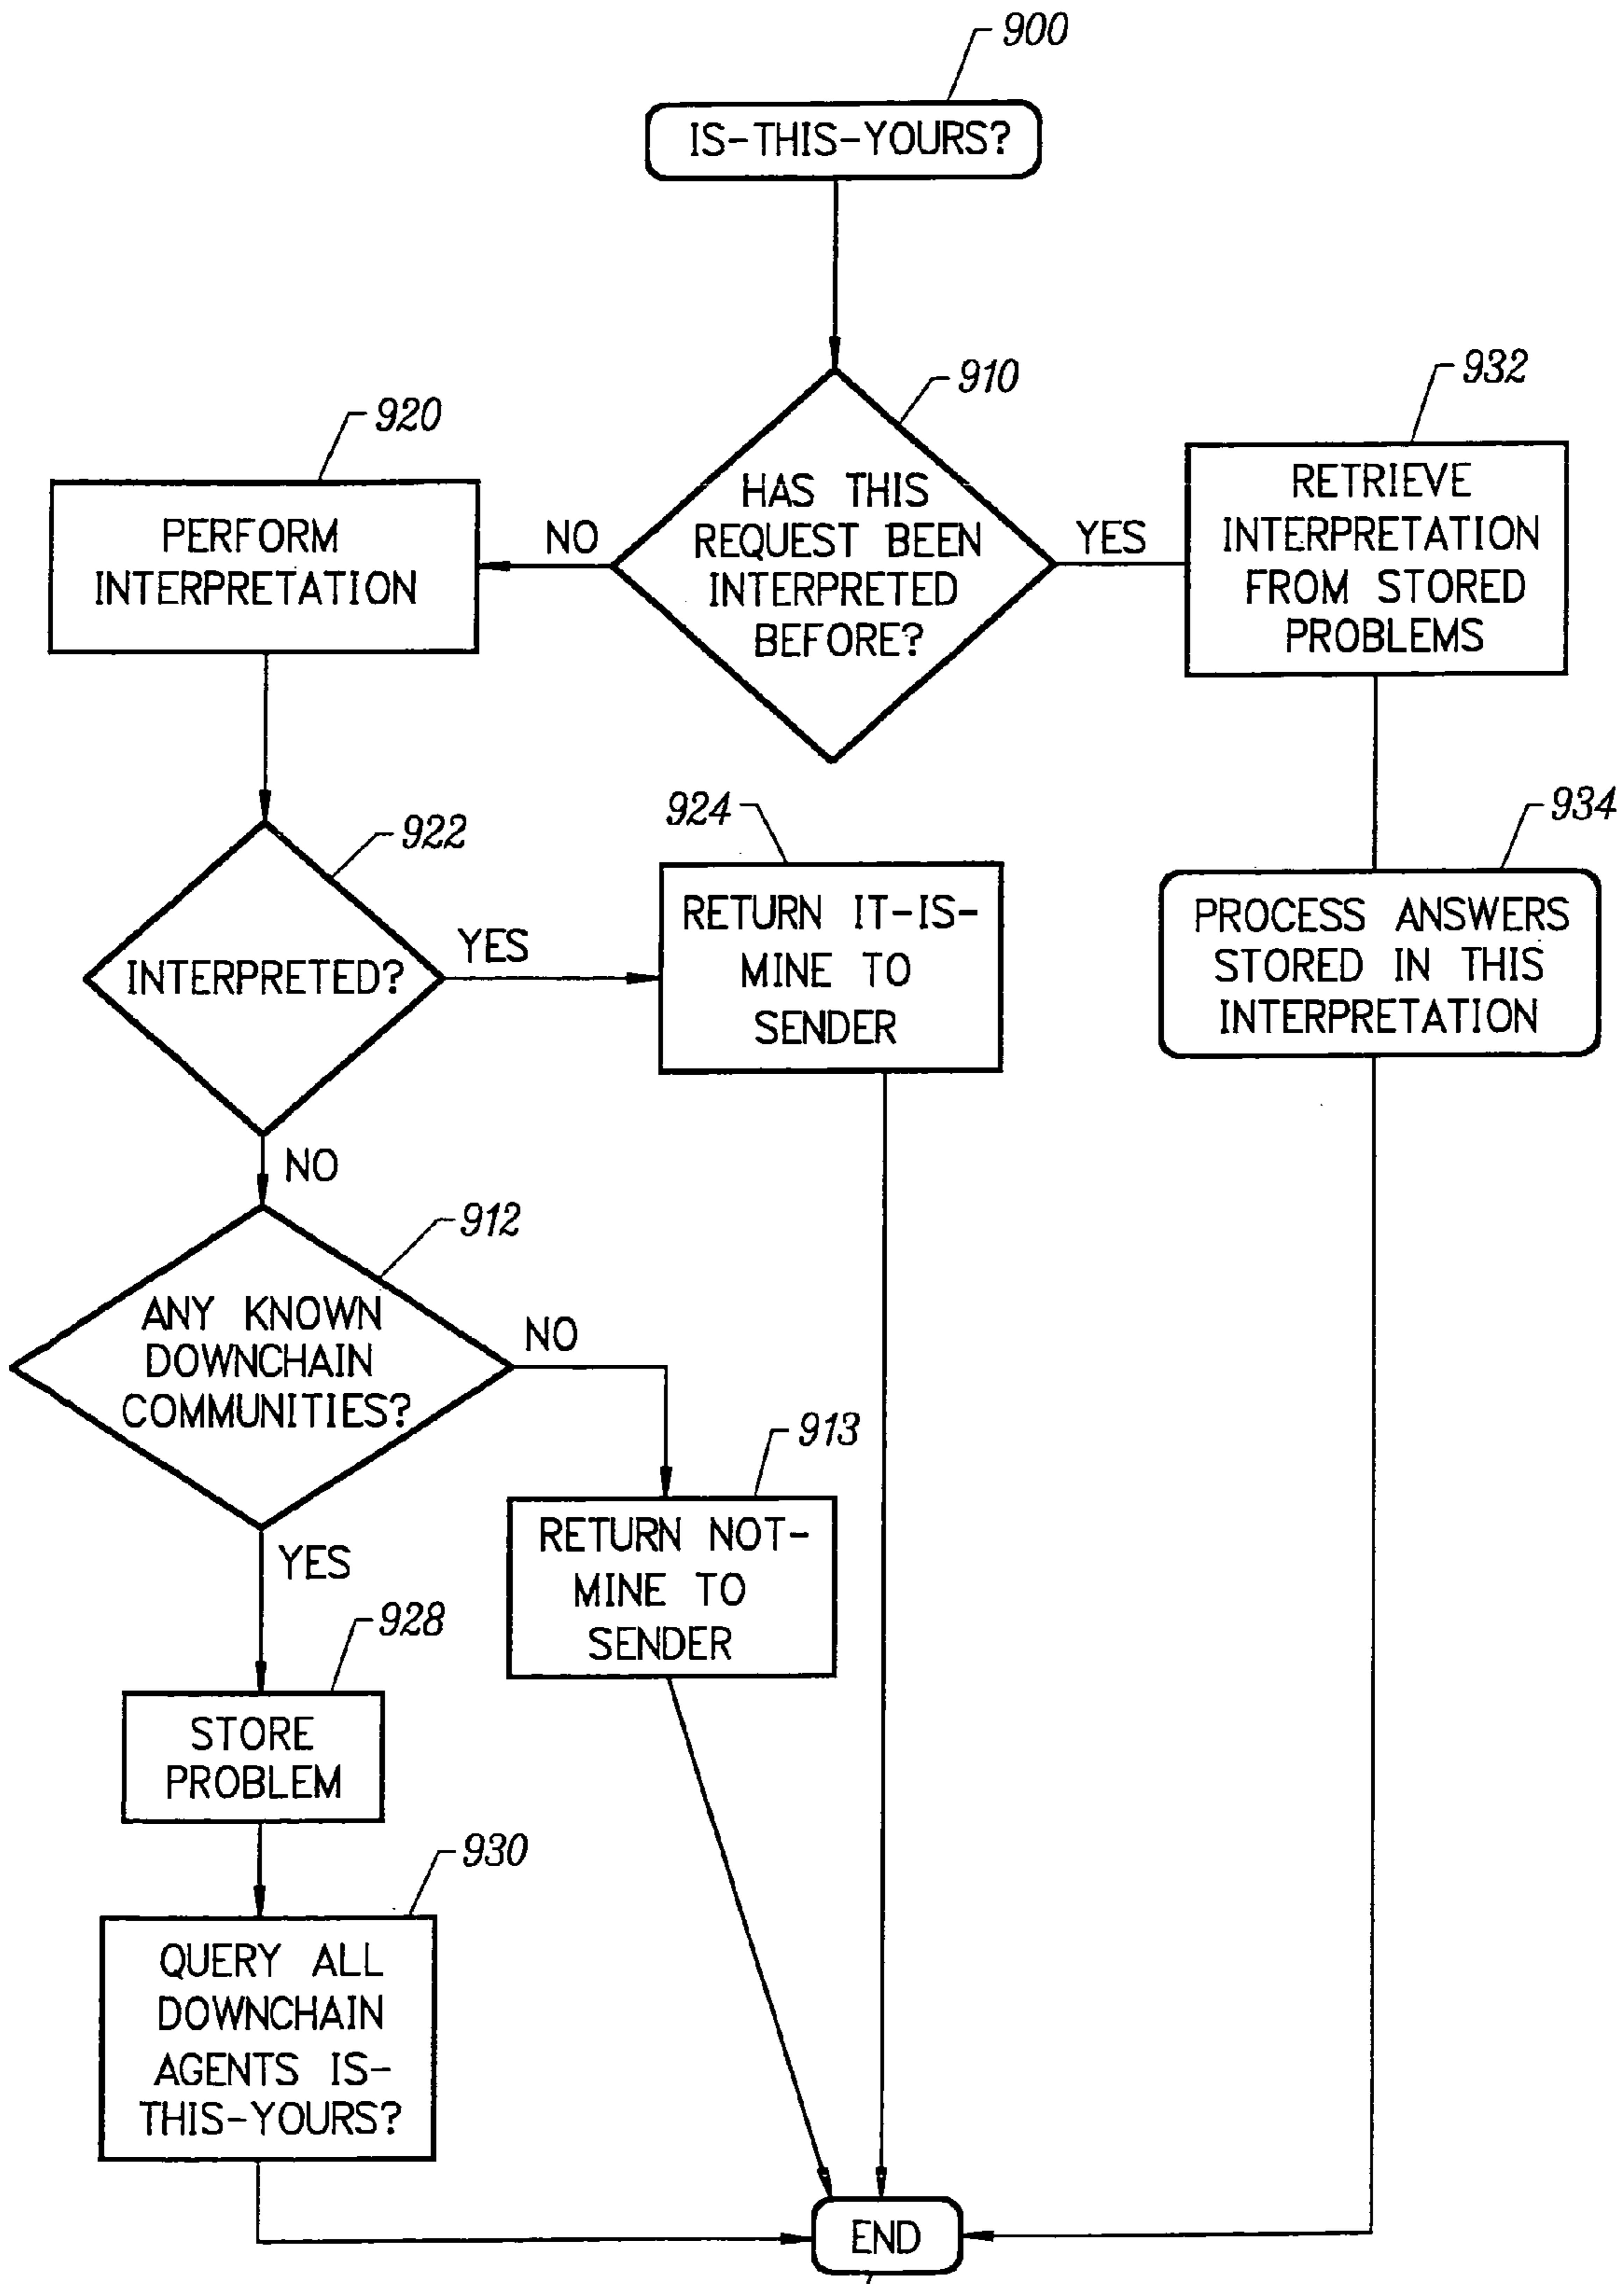 900
IS-THIS-YOURS?
910
HAS THIS
REQUEST BEEN
INTERPRETED
BEFORE?
NO
YES
920
PERFORM
INTERPRETATION
932
RETRIEVE
INTERPRETATION
FROM STORED
PROBLEMS
922
INTERPRETED?
YES
NO
924
RETURN IT-IS-
MINE TO
SENDER
934
PROCESS ANSWERS
STORED IN THIS
INTERPRETATION
912
ANY KNOWN
DOWNCHAIN
COMMUNITIES?
NO
YES
913
RETURN NOT-
MINE TO
SENDER
928
STORE
PROBLEM
930
QUERY ALL
DOWNCHAIN
AGENTS IS-
THIS-YOURS?
END